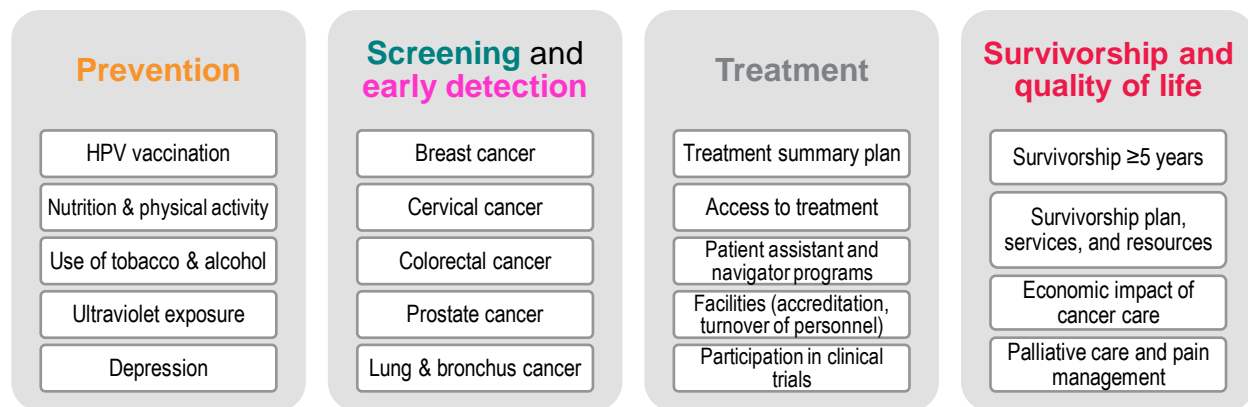 Prevention
HPV vaccination
Nutrition & physical activity
Use of tobacco & alcohol
Ultraviolet exposure
Depression
Screening and
early detection
Breast cancer
Cervical cancer
Colorectal cancer
Prostate cancer
Lung & bronchus cancer
Treatment
Treatment summary plan
Access to treatment
Patient assistant and
navigator programs
Facilities (accreditation,
turnover of personnel)
Participation in clinical
trials
Survivorship and
quality of life
Survivorship ≥5 years
Survivorship plan,
services, and resources
Economic impact of
cancer care
Palliative care and pain
management